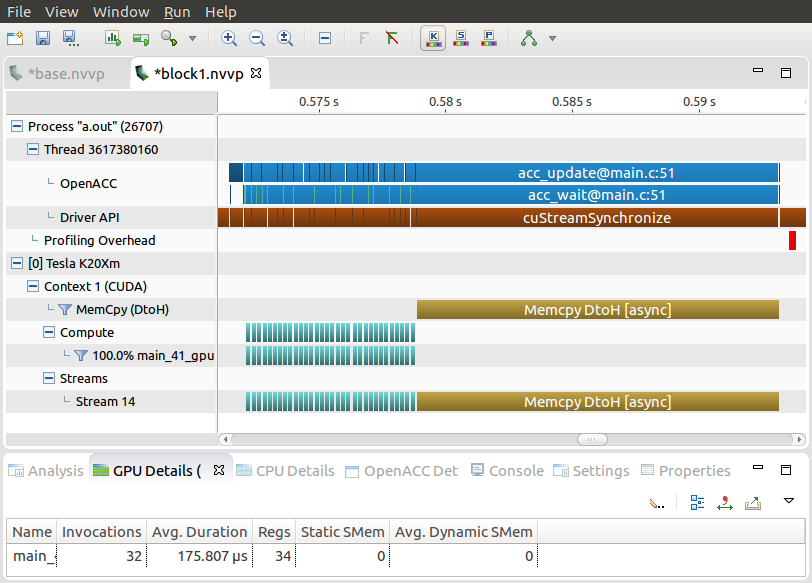 File View Window Run Help
*base.nvvp *block1.nvvp
0.575 s 0.58 s 0.585 s 0.59 s
Process "a.out" (26707)
Thread 3617380160
OpenACC
acc_update@main.c:51
acc_wait@main.c:51
Driver API cuStreamSynchronize
Profiling Overhead
[0] Tesla K20Xm
Context 1 (CUDA)
MemCpy (DtoH) Memcpy DtoH [async]
Compute
100.0% main_41_gpu
Streams
Stream 14 Memcpy DtoH [async]
Analysis GPU Details ( CPU Details OpenACC Det Console Settings Properties
Name Invocations Avg. Duration Regs Static SMem Avg. Dynamic SMem
main_ 32 175.807 µs 34 0 0